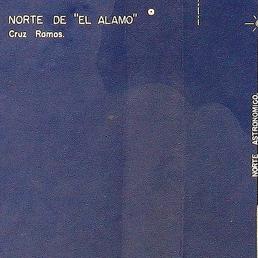 NORTE DE "EL ALAMO"
Cruz Ramos.
NORTE ASTRONOMICO.